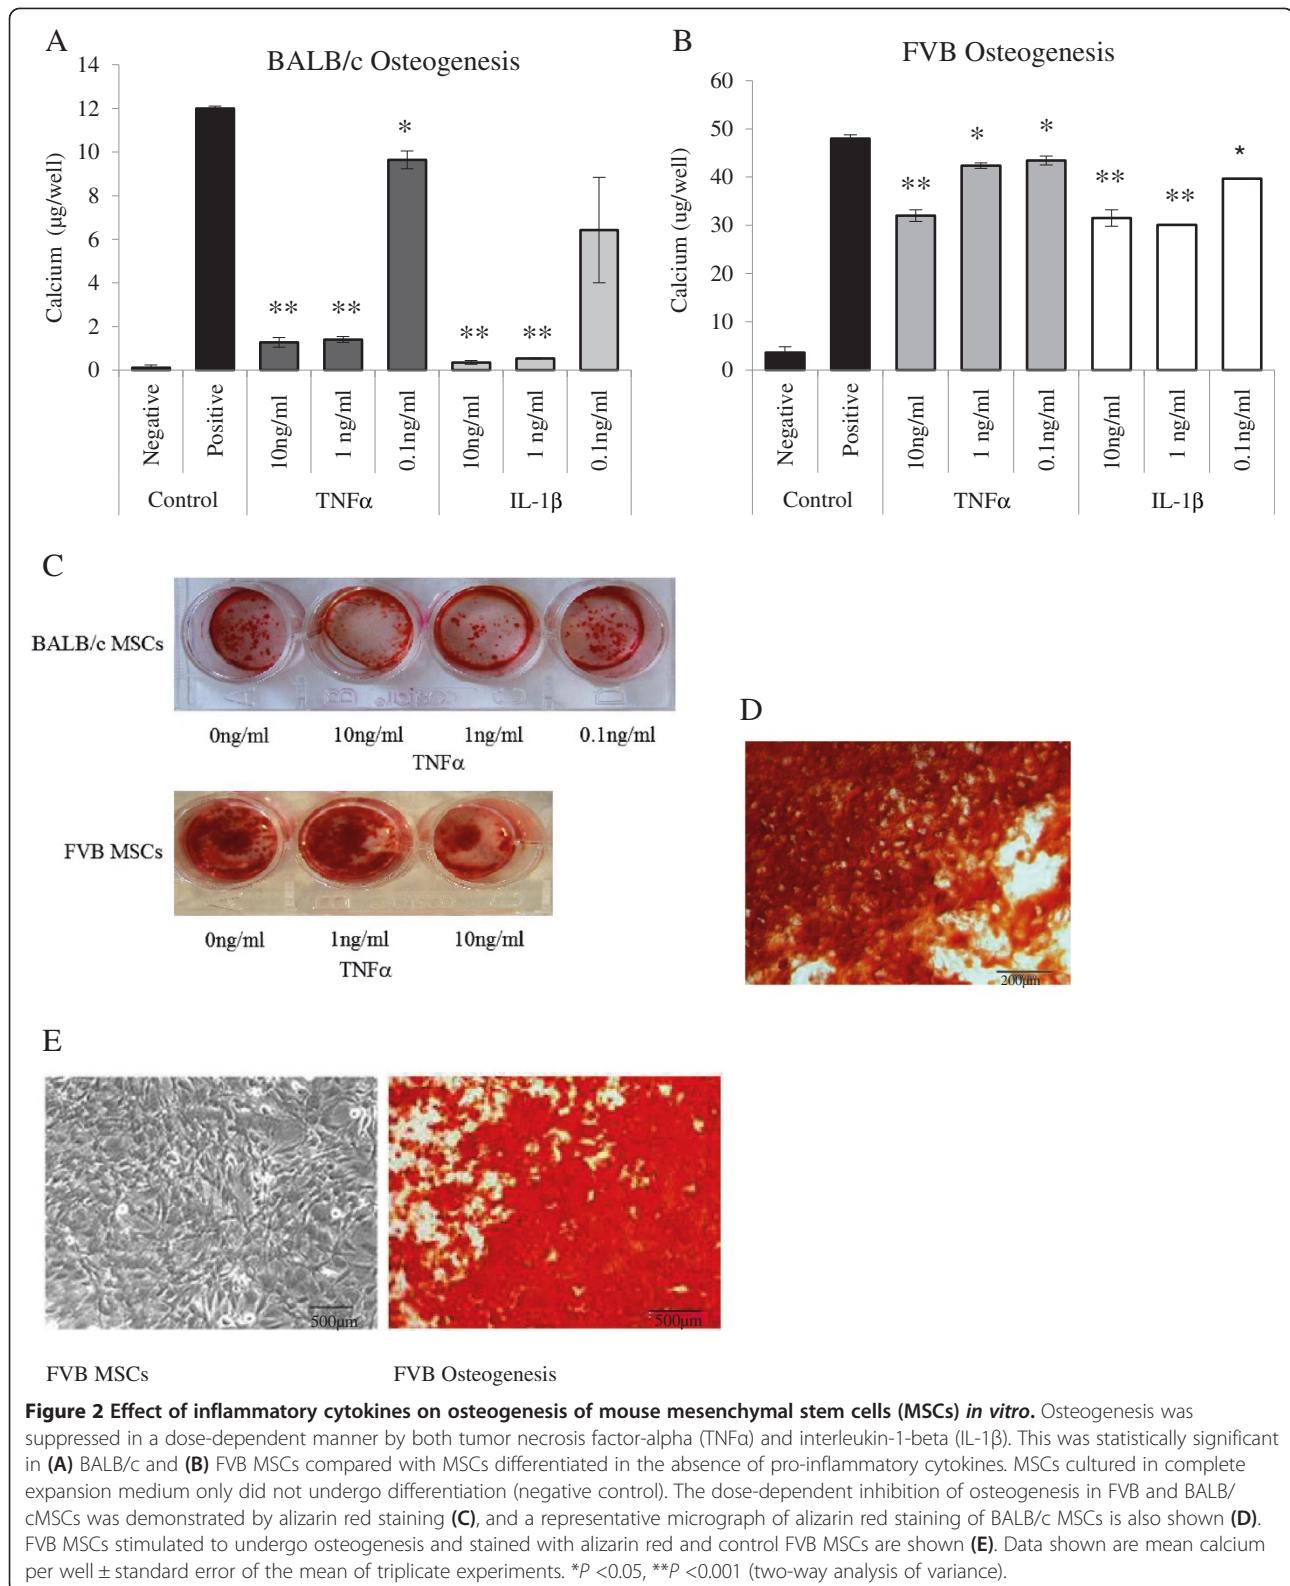 A
BALB/c Osteogenesis
14
12
10
8
6
4
2
0
Calcium (µg/well)
*
**
**
**
**
Negative
Positive
10ng/ml
1 ng/ml
0.1ng/ml
10ng/ml
1 ng/ml
0.1ng/ml
Control
TNFα
IL-1β
B
FVB Osteogenesis
60
50
40
30
20
10
0
Calcium (ug/well)
**
*
*
**
**
*
Negative
Positive
10ng/ml
1 ng/ml
0.1ng/ml
10ng/ml
1 ng/ml
0.1ng/ml
Control
TNFα
IL-1β
C
BALB/c MSCs
0ng/ml 10ng/ml 1ng/ml 0.1ng/ml
TNFα
FVB MSCs
0ng/ml 1ng/ml 10ng/ml
TNFα
D
200µm
E
500µm
500µm
FVB MSCs
FVB Osteogenesis
Figure 2 Effect of inflammatory cytokines on osteogenesis of mouse mesenchymal stem cells (MSCs) in vitro. Osteogenesis was
suppressed in a dose-dependent manner by both tumor necrosis factor-alpha (TNFα) and interleukin-1-beta (IL-1β). This was statistically significant
in (A) BALB/c and (B) FVB MSCs compared with MSCs differentiated in the absence of pro-inflammatory cytokines. MSCs cultured in complete
expansion medium only did not undergo differentiation (negative control). The dose-dependent inhibition of osteogenesis in FVB and BALB/
cMSCs was demonstrated by alizarin red staining (C), and a representative micrograph of alizarin red staining of BALB/c MSCs is also shown (D).
FVB MSCs stimulated to undergo osteogenesis and stained with alizarin red and control FVB MSCs are shown (E). Data shown are mean calcium
per well ± standard error of the mean of triplicate experiments. *P <0.05, **P <0.001 (two-way analysis of variance).